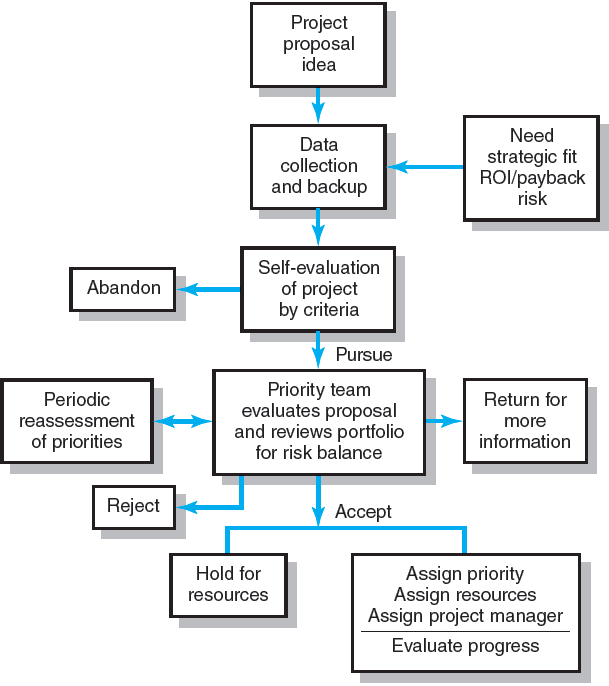 Project
proposal
idea
Data
collection
and backup
Need
strategic fit
ROI/payback
risk
Self-evaluation
of project
by criteria
Abandon
Pursue
Periodic
reassessment
of priorities
Priority team
evaluates proposal
and reviews portfolio
for risk balance
Return for
more
information
Reject
Accept
Hold for
resources
Assign priority
Assign resources
Assign project manager
Evaluate progress